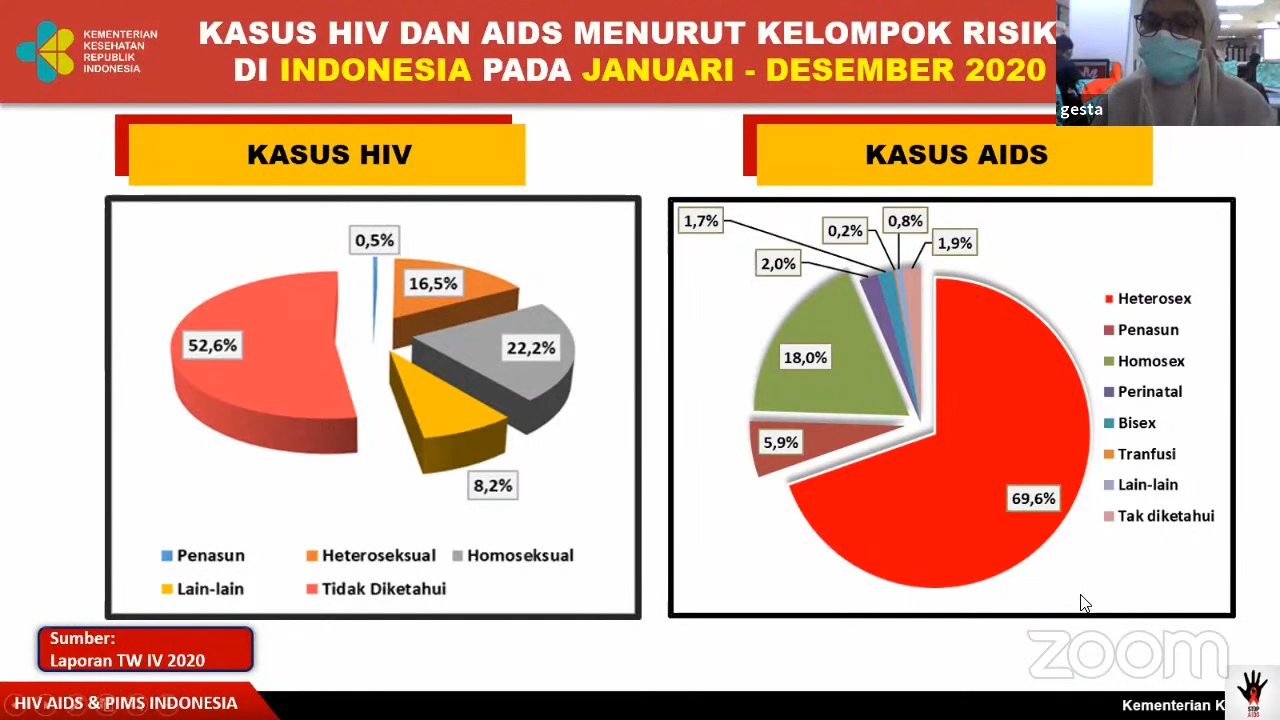 KEMENTERIAN
KESEHATAN
REPUBLIK
INDONESIA
KASUS HIV DAN AIDS MENURUT KELOMPOK RISIK
DI INDONESIA PADA JANUARI - DESEMBER 2020
gesta
KASUS HIV
0,5%
16,5%
52,6%
22,2%
8,2%
Penasun
Heteroseksual
Homoseksual
Lain-lain
Tidak Diketahui
KASUS AIDS
1,7%
0,2%
0,8%
1,9%
2,0%
18,0%
5,9%
69,6%
Heterosex
Penasun
Homosex
Perinatal
Bisex
Tranfusi
Lain-lain
Tak diketahui
Sumber:
Laporan TW IV 2020
zoom
HIV AIDS & PIMS INDONESIA
Kementerian K
STOP
AIDS